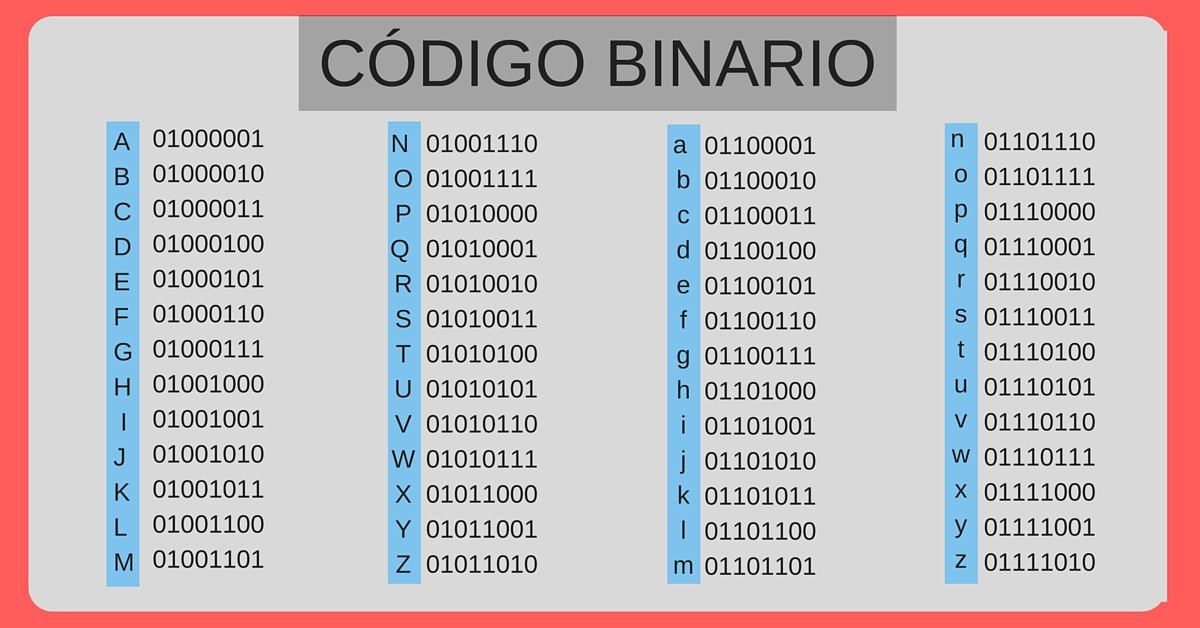 CÓDIGO BINARIO
A 01000001
B 01000010
C 01000011
D 01000100
E 01000101
F 01000110
G 01000111
H 01001000
I 01001001
J 01001010
K 01001011
L 01001100
M 01001101
N 01001110
O 01001111
P 01010000
Q 01010001
R 01010010
S 01010011
T 01010100
U 01010101
V 01010110
W 01010111
X 01011000
Y 01011001
Z 01011010
a 01100001
b 01100010
c 01100011
d 01100100
e 01100101
f 01100110
g 01100111
h 01101000
i 01101001
j 01101010
k 01101011
l 01101100
m 01101101
n 01101110
o 01101111
p 01110000
q 01110001
r 01110010
s 01110011
t 01110100
u 01110101
v 01110110
w 01110111
x 01111000
y 01111001
z 01111010